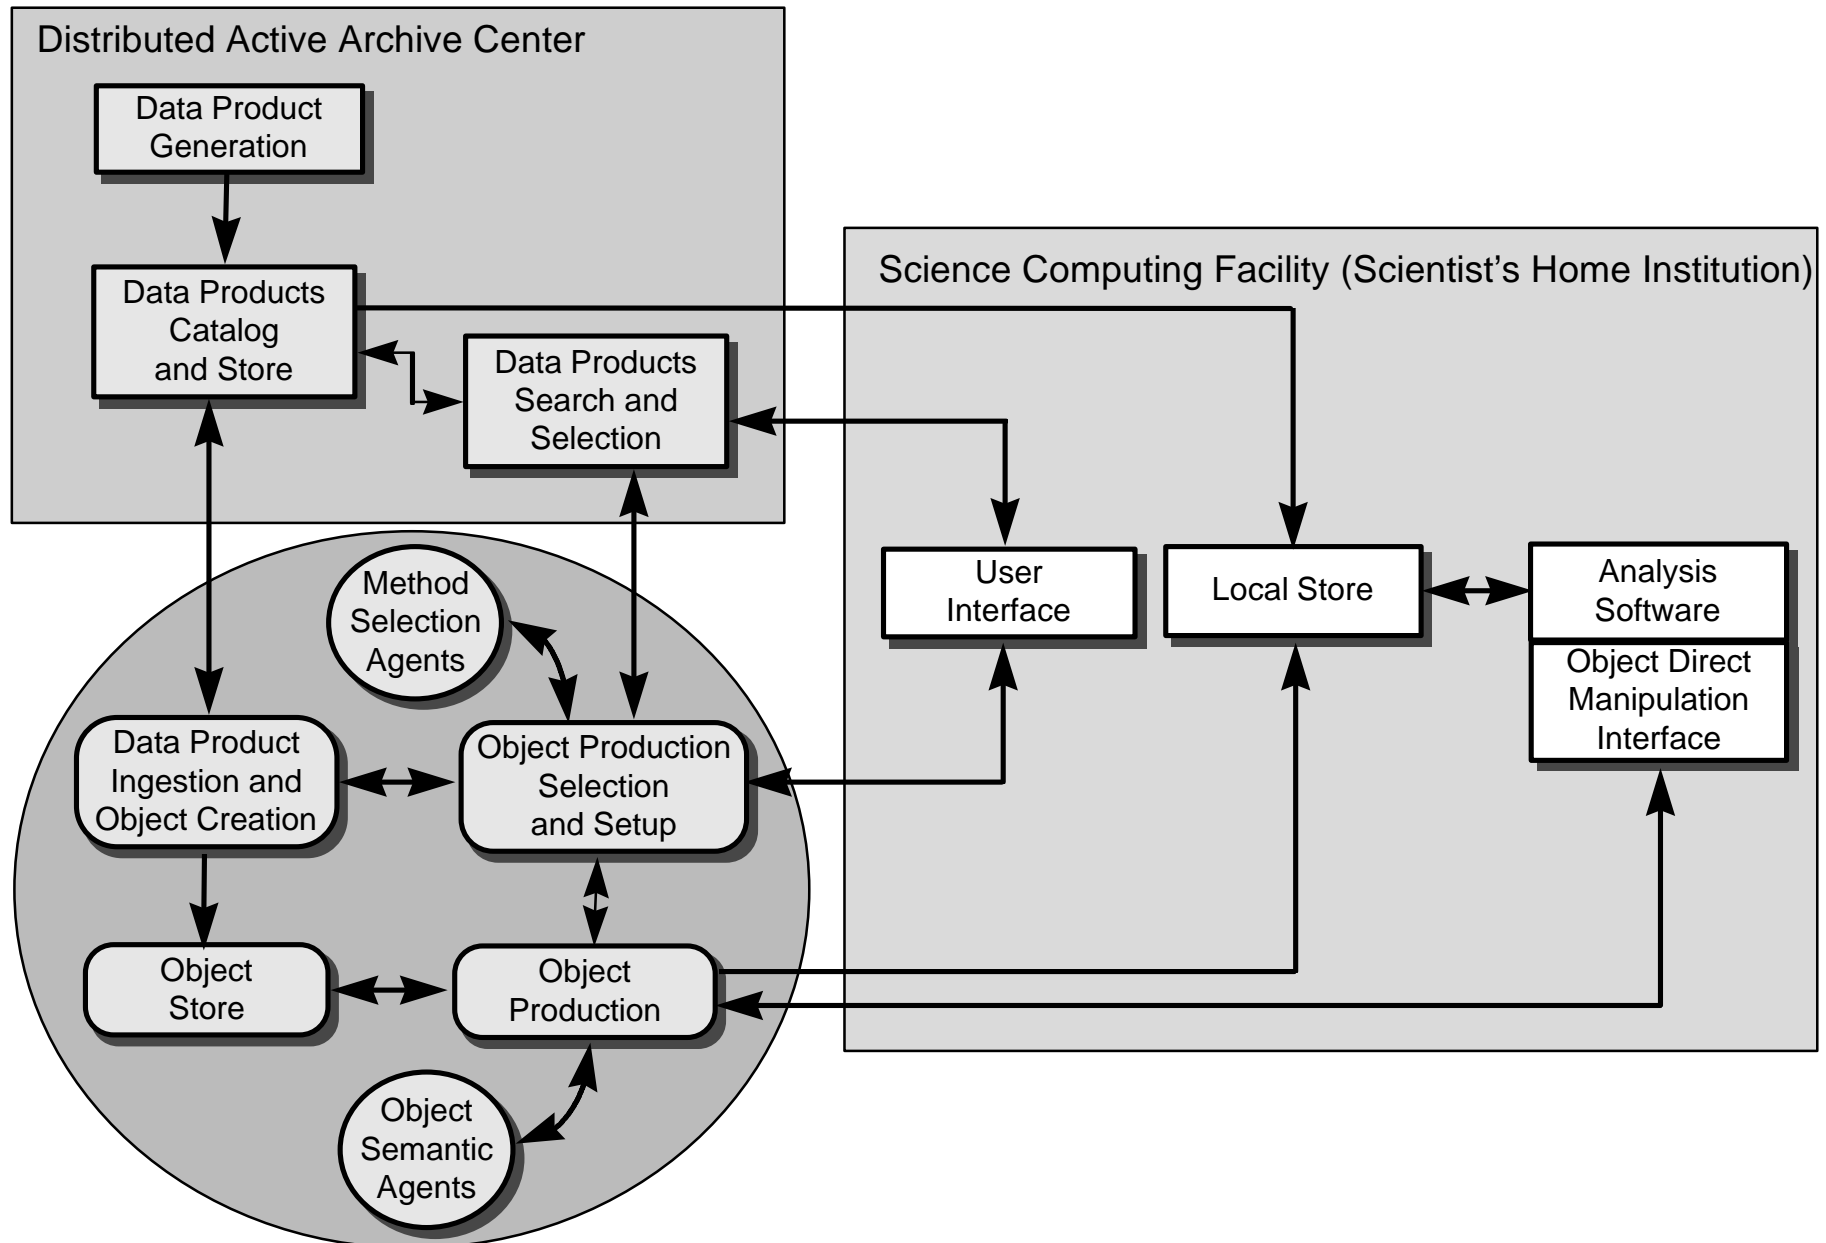 Distributed Active Archive Center
Data Product
Generation
Data Products
Catalog
and Store
Data Products
Search and
Selection
Science Computing Facility (Scientist's Home Institution)
User
Interface
Local Store
Analysis
Software
Object Direct
Manipulation
Interface
Method
Selection
Agents
Data Product
Ingestion and
Object Creation
Object Production
Selection
and Setup
Object
Store
Object
Production
Object
Semantic
Agents